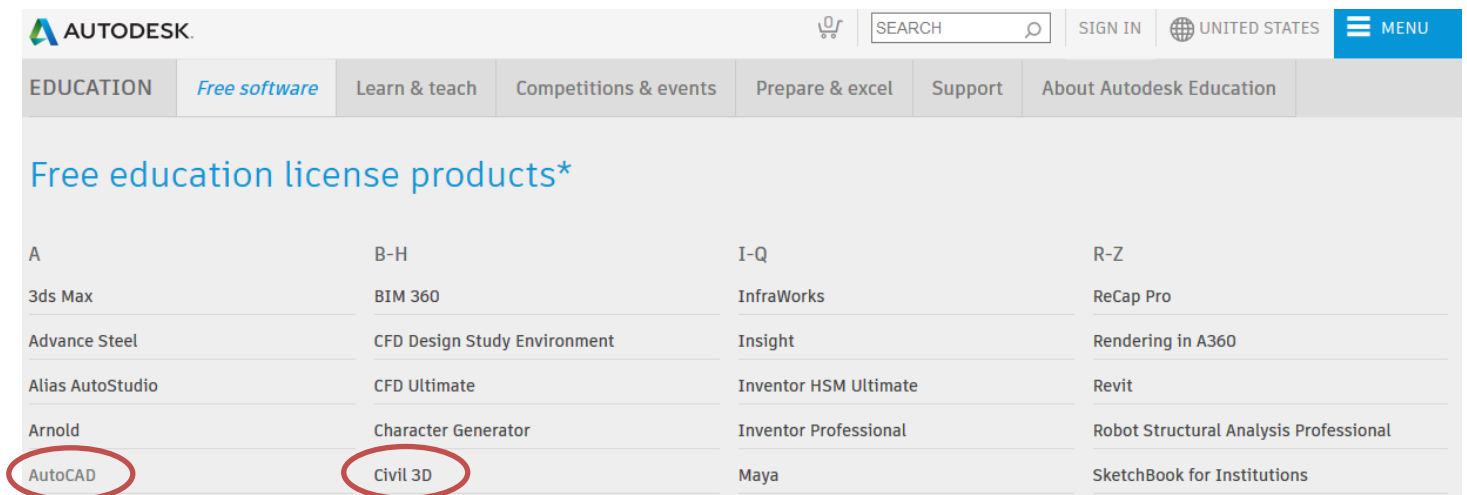 AUTODESK.
0
SEARCH
SIGN IN
UNITED STATES
MENU
EDUCATION
Free software
Learn & teach
Competitions & events
Prepare & excel
Support
About Autodesk Education
Free education license products*
A
B-H
I-Q
R-Z
3ds Max
BIM 360
InfraWorks
ReCap Pro
Advance Steel
CFD Design Study Environment
Insight
Rendering in A360
Alias AutoStudio
CFD Ultimate
Inventor HSM Ultimate
Revit
Arnold
Character Generator
Inventor Professional
Robot Structural Analysis Professional
AutoCAD
Civil 3D
Maya
SketchBook for Institutions